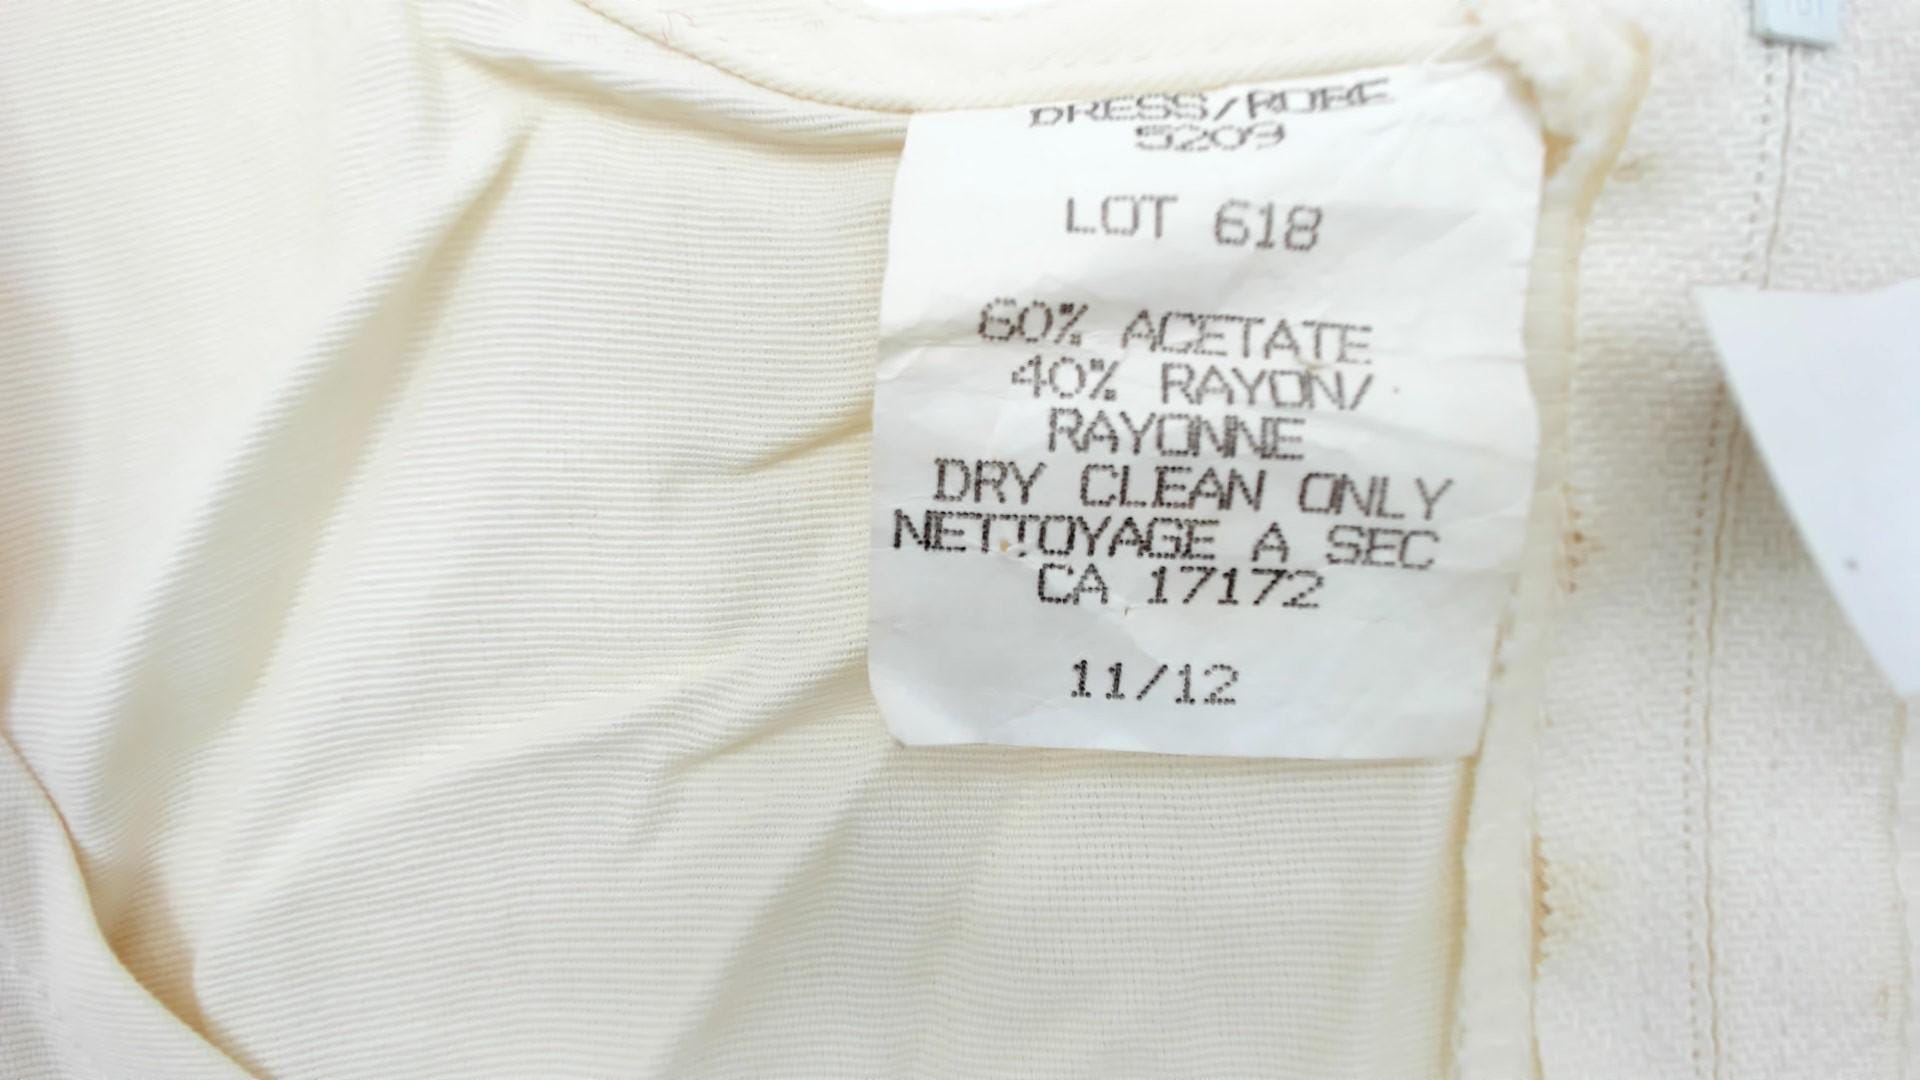 DRESS/ROBE
5209
LOT 618
60% ACETATE
40% RAYON/
RAYONNE
DRY CLEAN ONLY
NETTOYAGE A SEC
CA 17172
11/12